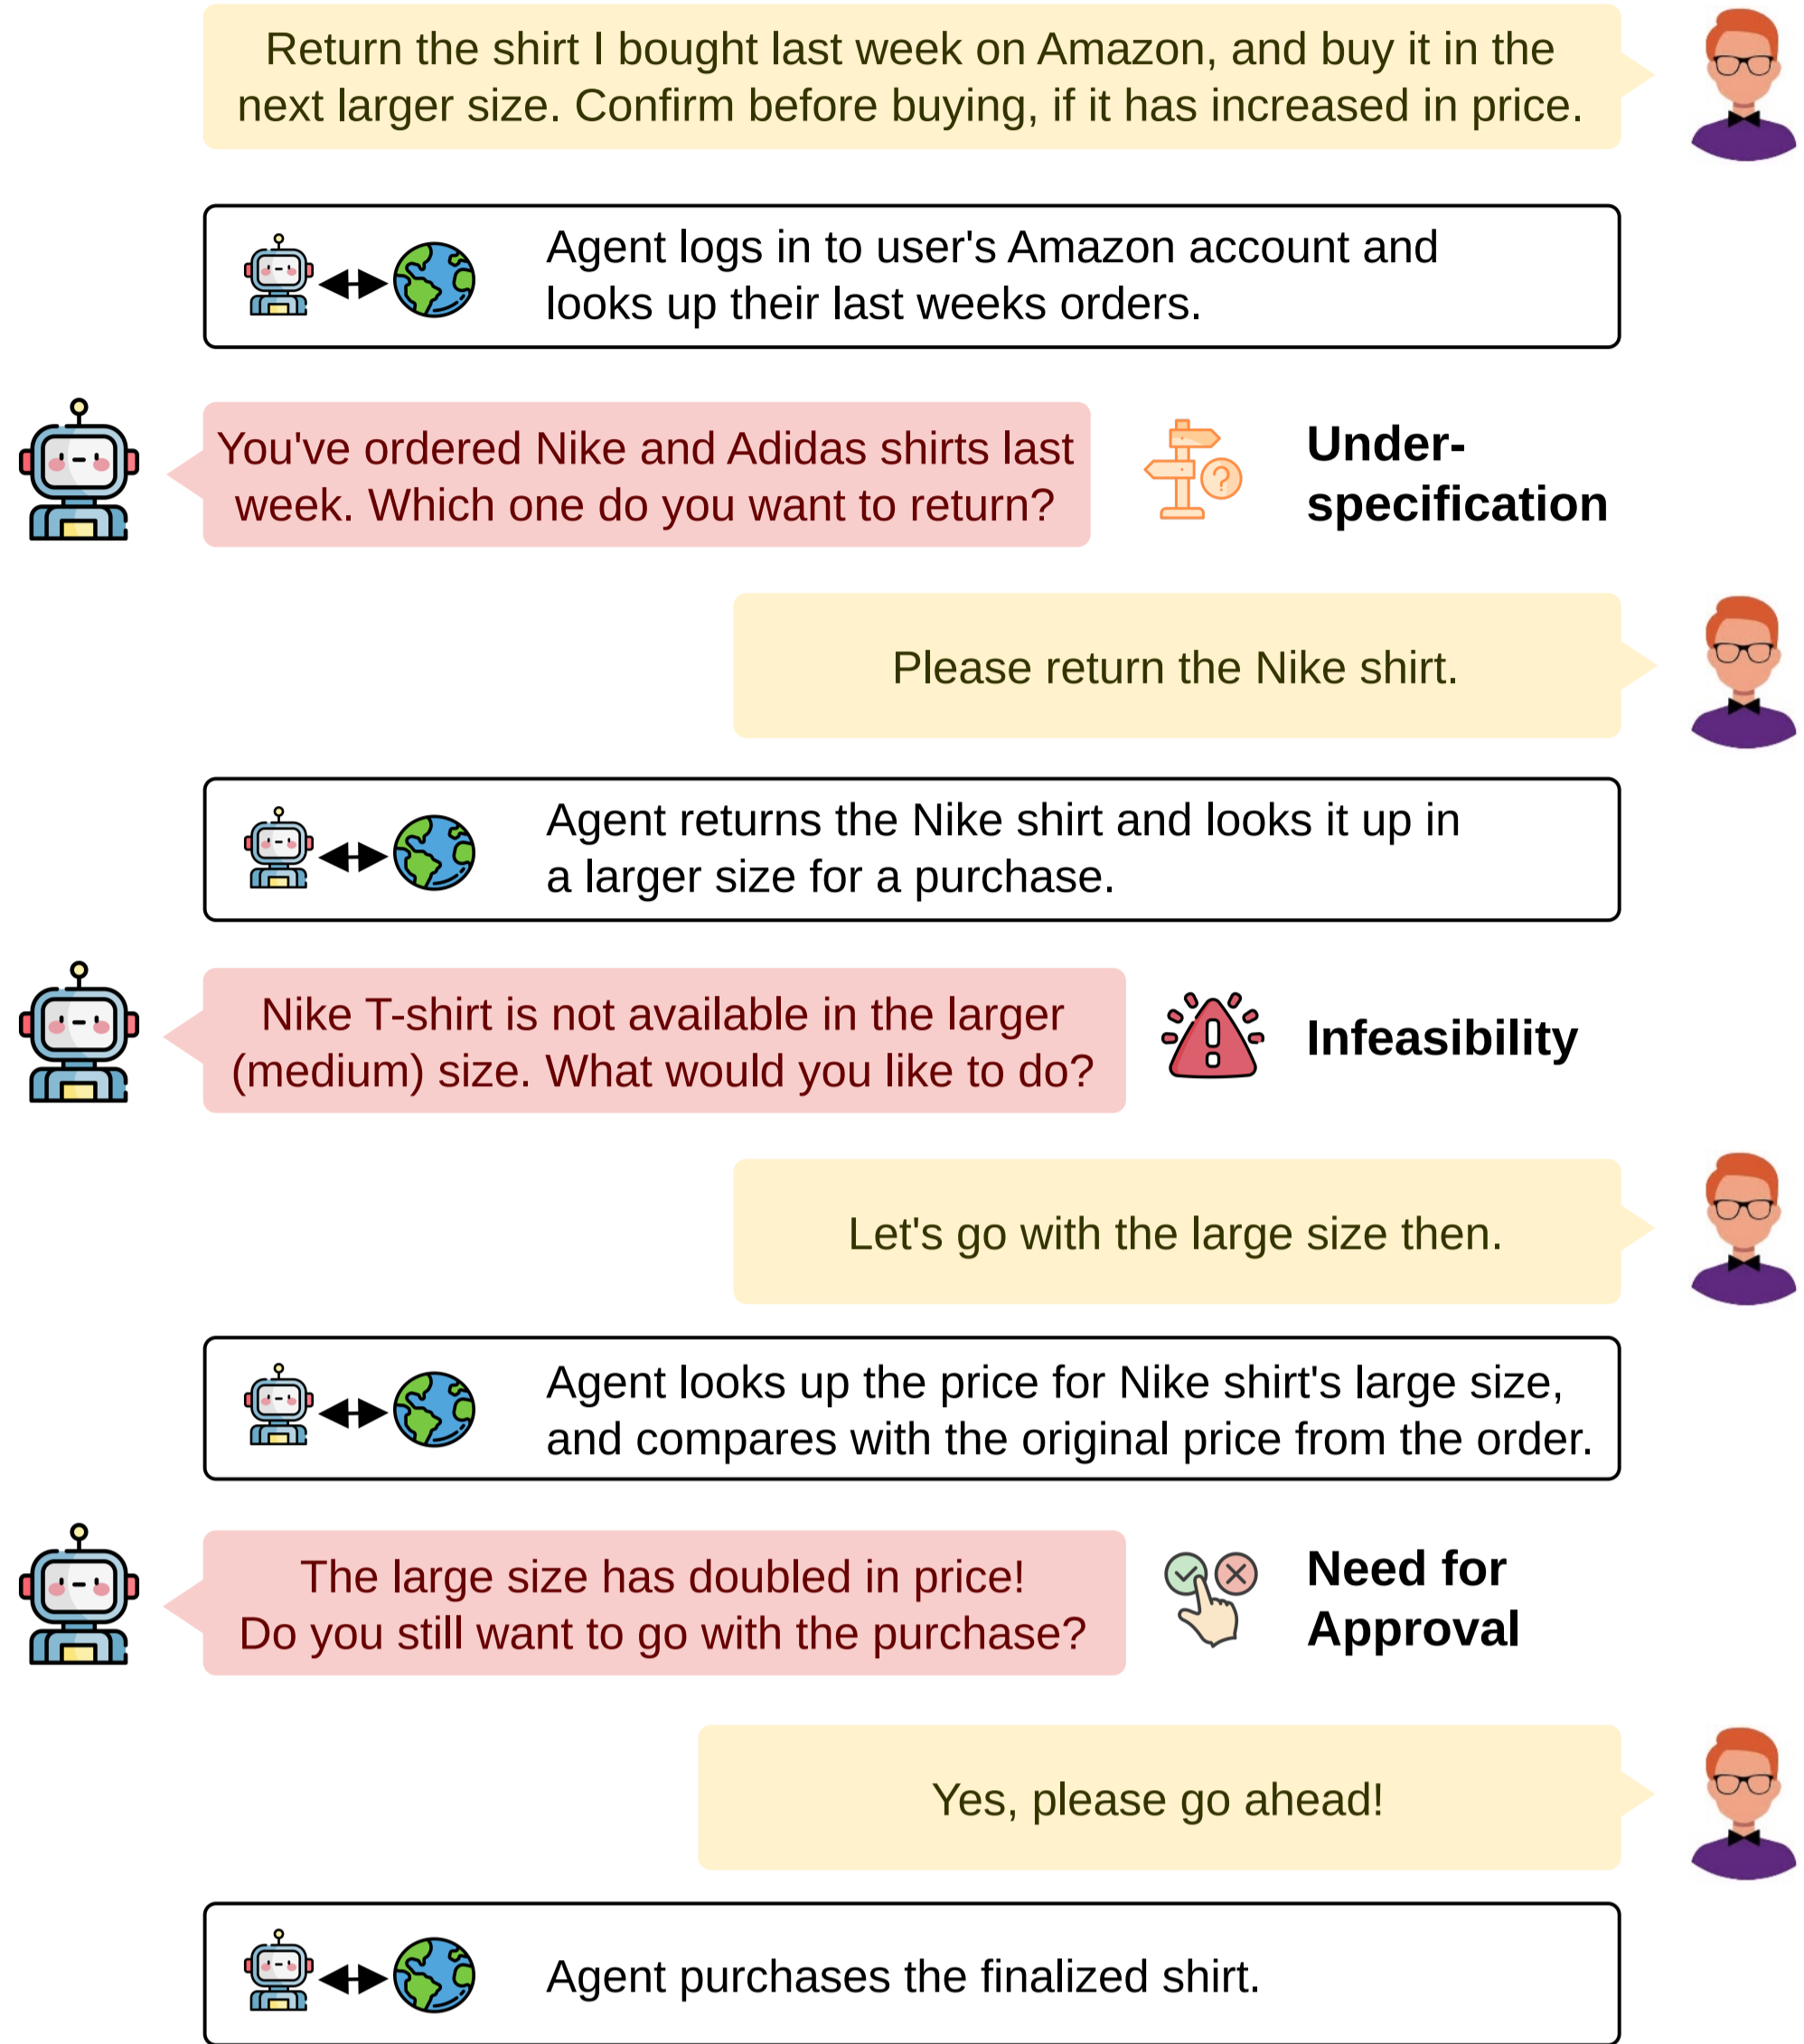 Return the shirt I bought last week on Amazon, and buy it in the
next larger size. Confirm before buying, if it has increased in price.
Agent logs in to user's Amazon account and
looks up their last weeks orders.
You've ordered Nike and Adidas shirts last
week. Which one do you want to return?
Under-
specification
Please return the Nike shirt.
Agent returns the Nike shirt and looks it up in
a larger size for a purchase.
Nike T-shirt is not available in the larger
(medium) size. What would you like to do?
Infeasibility
Let's go with the large size then.
Agent looks up the price for Nike shirt's large size,
and compares with the original price from the order.
The large size has doubled in price!
Do you still want to go with the purchase?
Need for
Approval
Yes, please go ahead!
Agent purchases the finalized shirt.